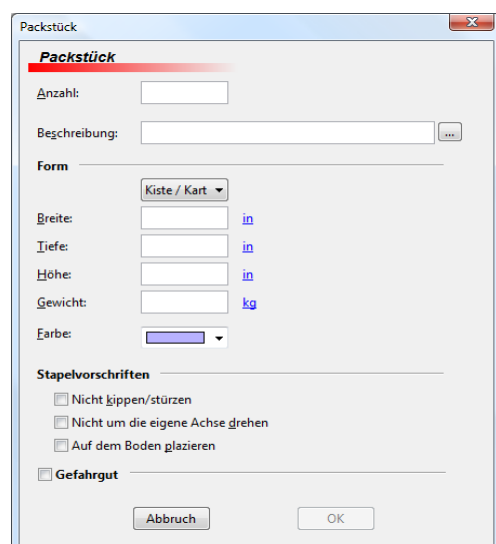 Packstück
Packstück
Anzahl:
Beschreibung: ...
Form
Kiste / Kart
Breite: in
Tiefe: in
Höhe: in
Gewicht: kg
Farbe:
Stapelvorschriften
Nicht kippen/stürzen
Nicht um die eigene Achse drehen
Auf dem Boden plazieren
Gefahrgut
Abbruch OK